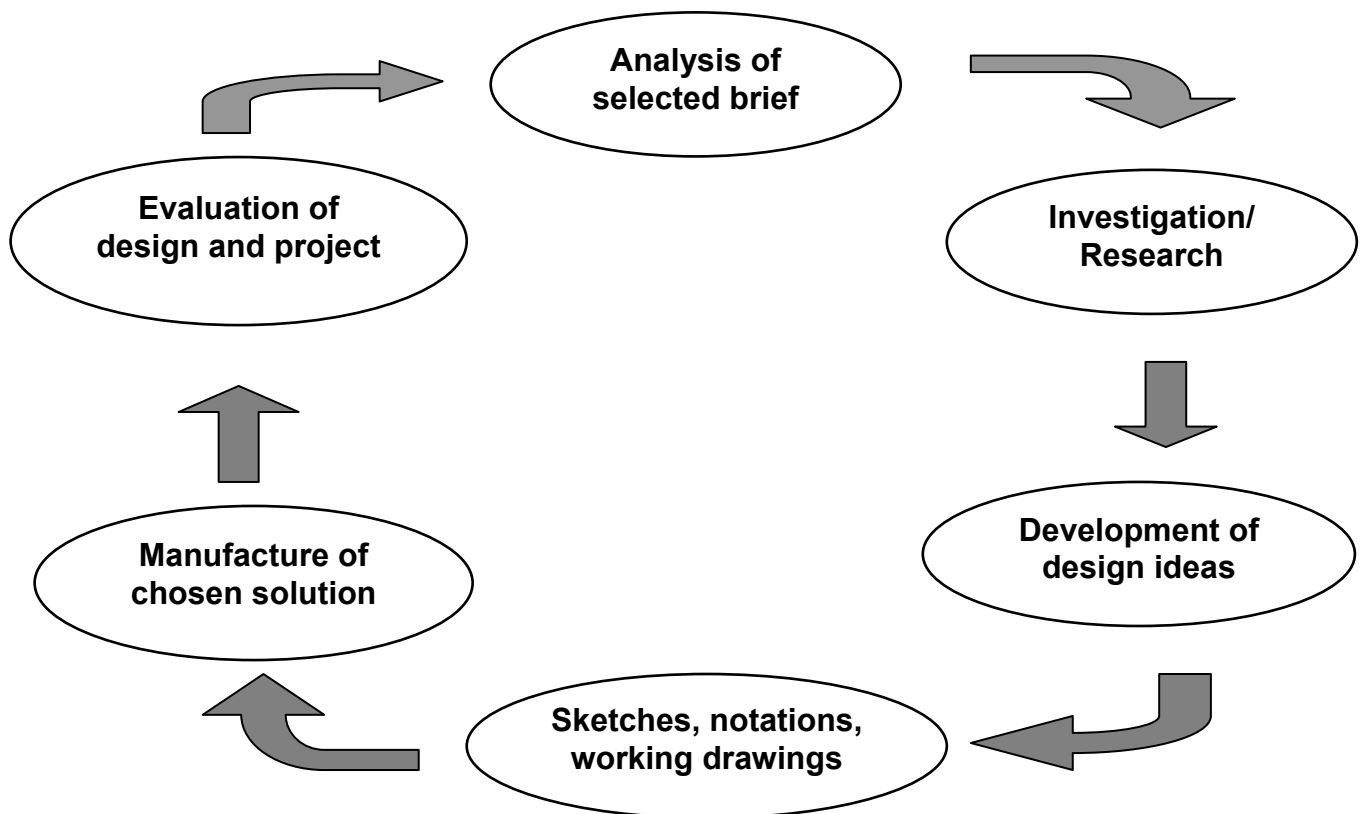 Analysis of
selected brief
Investigation/
Research
Development of
design ideas
Sketches, notations,
working drawings
Manufacture of
chosen solution
Evaluation of
design and project